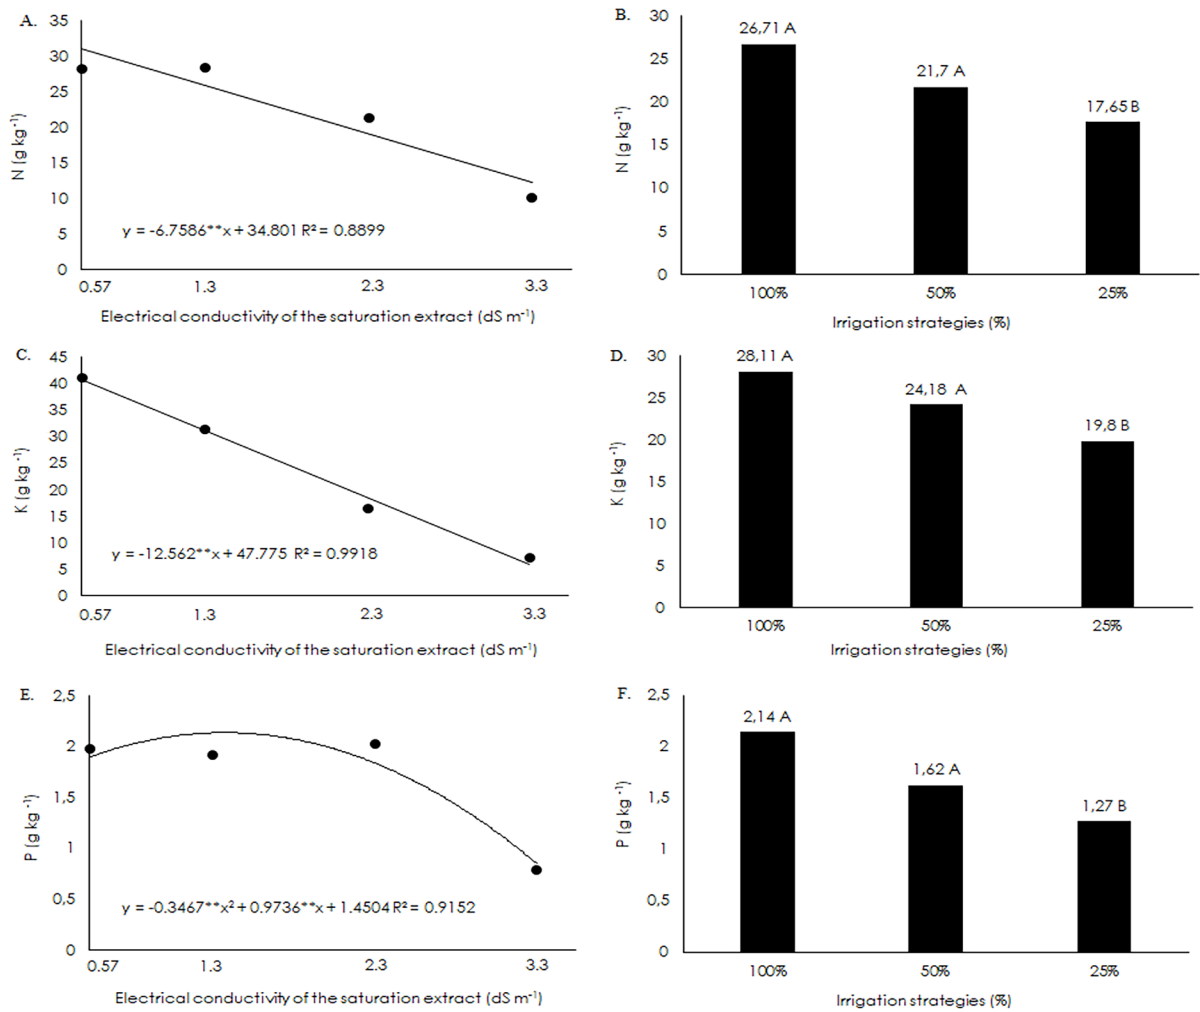 A.
35
30
25
20
15
10
5
0
N (g kg⁻¹)
y = -6.7586**x + 34.801 R² = 0.8899
0.57 1.3 2.3 3.3
Electrical conductivity of the saturation extract (dS m⁻¹)
B.
30
25
20
15
10
5
0
N (g kg⁻¹)
26,71 A
21,7 A
17,65 B
100% 50% 25%
Irrigation strategies (%)
C.
45
40
35
30
25
20
15
10
5
0
K (g kg⁻¹)
y = -12.562**x + 47.775 R² = 0.9918
0.57 1.3 2.3 3.3
Electrical conductivity of the saturation extract (dS m⁻¹)
D.
30
25
20
15
10
5
0
K (g kg⁻¹)
28,11 A
24,18 A
19,8 B
100% 50% 25%
Irrigation strategies (%)
E.
2,5
2
1,5
1
0,5
0
P (g kg⁻¹)
y = -0.3467**x² + 0.9736**x + 1.4504 R² = 0.9152
0.57 1.3 2.3 3.3
Electrical conductivity of the saturation extract (dS m⁻¹)
F.
2,5
2
1,5
1
0,5
0
P (g kg⁻¹)
2,14 A
1,62 A
1,27 B
100% 50% 25%
Irrigation strategies (%)